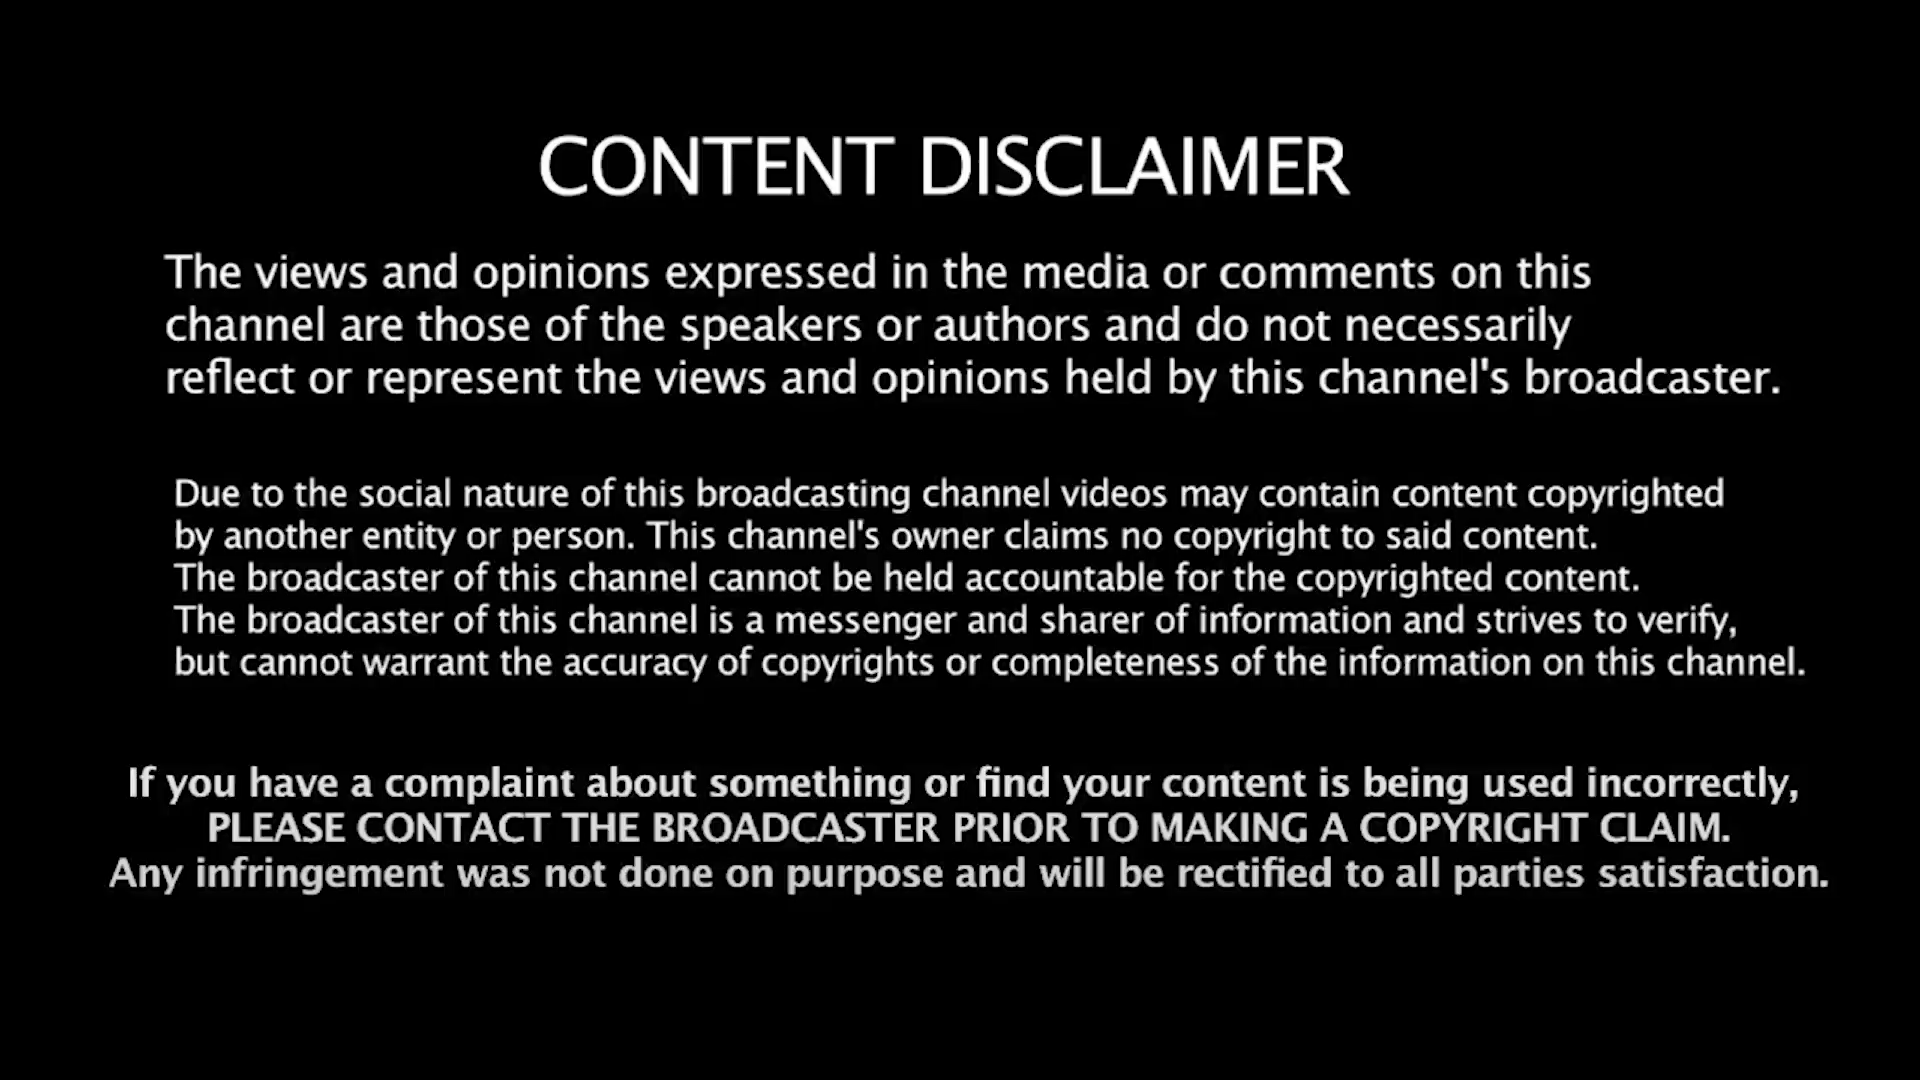 CONTENT DISCLAIMER
The views and opinions expressed in the media or comments on this
channel are those of the speakers or authors and do not necessarily
reflect or represent the views and opinions held by this channel's broadcaster.
Due to the social nature of this broadcasting channel videos may contain content copyrighted
by another entity or person. This channel's owner claims no copyright to said content.
The broadcaster of this channel cannot be held accountable for the copyrighted content.
The broadcaster of this channel is a messenger and sharer of information and strives to verify,
but cannot warrant the accuracy of copyrights or completeness of the information on this channel.
If you have a complaint about something or find your content is being used incorrectly,
PLEASE CONTACT THE BROADCASTER PRIOR TO MAKING A COPYRIGHT CLAIM.
Any infringement was not done on purpose and will be rectified to all parties satisfaction.